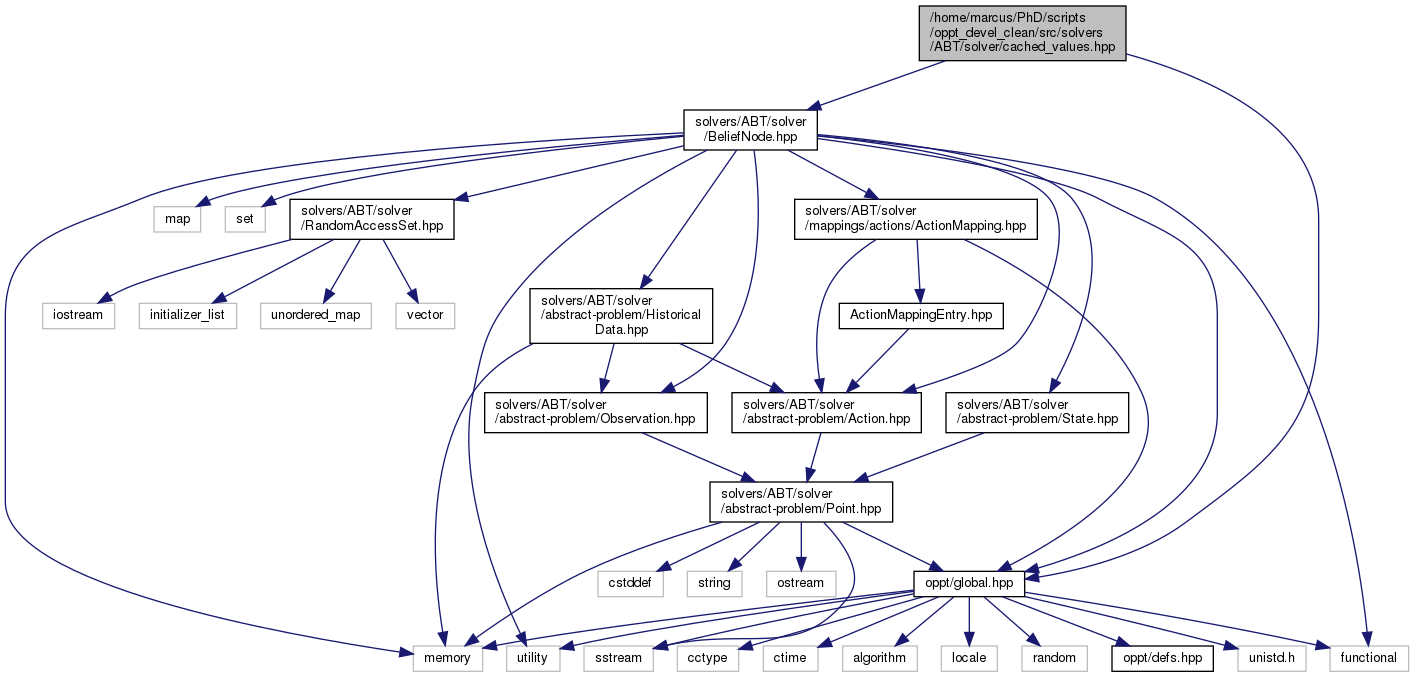 /home/marcus/PhD/scripts
/oppt_devel_clean/src/solvers
/ABT/solver/cached_values.hpp
solvers/ABT/solver
/BeliefNode.hpp
map
set
solvers/ABT/solver
/RandomAccessSet.hpp
solvers/ABT/solver
/mappings/actions/ActionMapping.hpp
iostream
initializer_list
unordered_map
vector
solvers/ABT/solver
/abstract-problem/Historical
Data.hpp
ActionMappingEntry.hpp
solvers/ABT/solver
/abstract-problem/Observation.hpp
solvers/ABT/solver
/abstract-problem/Action.hpp
solvers/ABT/solver
/abstract-problem/State.hpp
solvers/ABT/solver
/abstract-problem/Point.hpp
cstddef
string
ostream
oppt/global.hpp
memory
utility
sstream
cctype
ctime
algorithm
locale
random
oppt/defs.hpp
unistd.h
functional